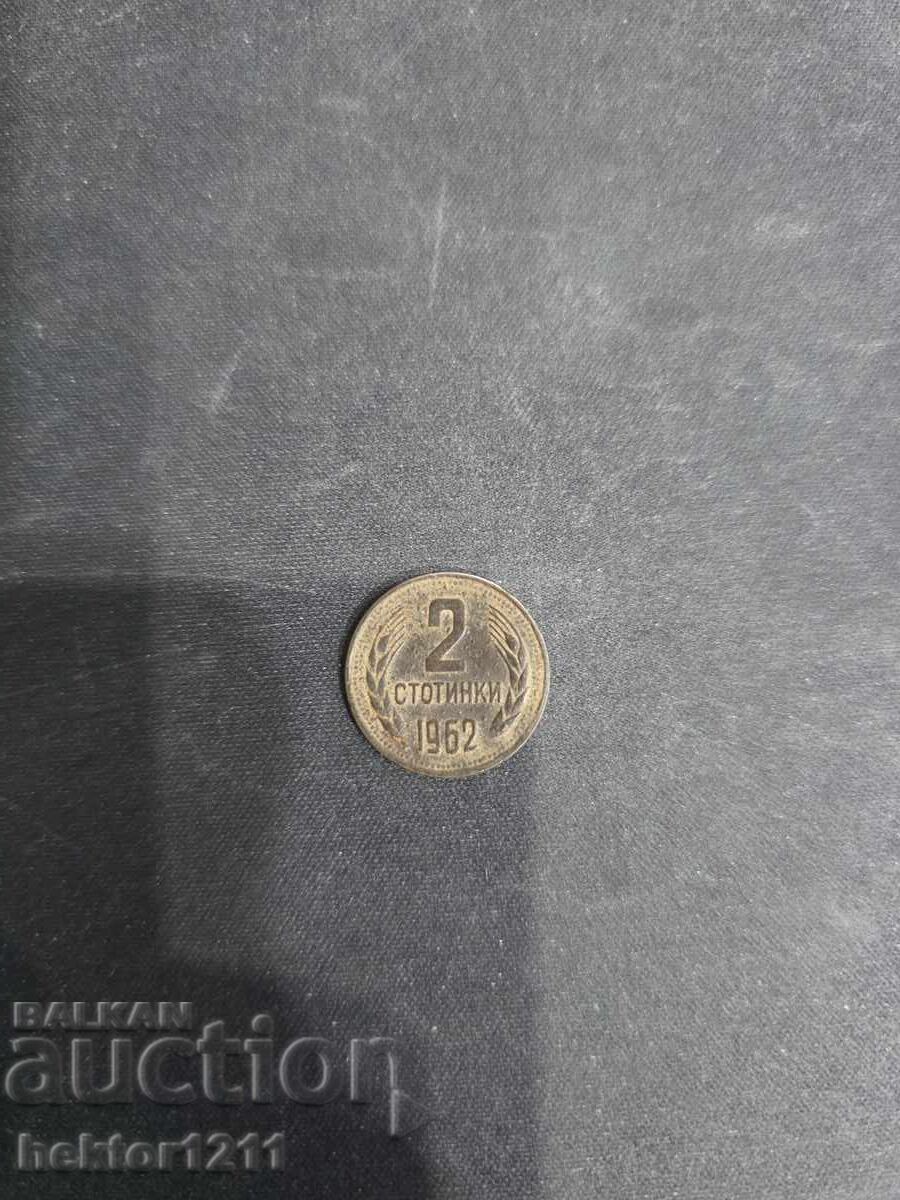 2
СТОТИНКИ
1962
BALKAN
auction
hektor1211